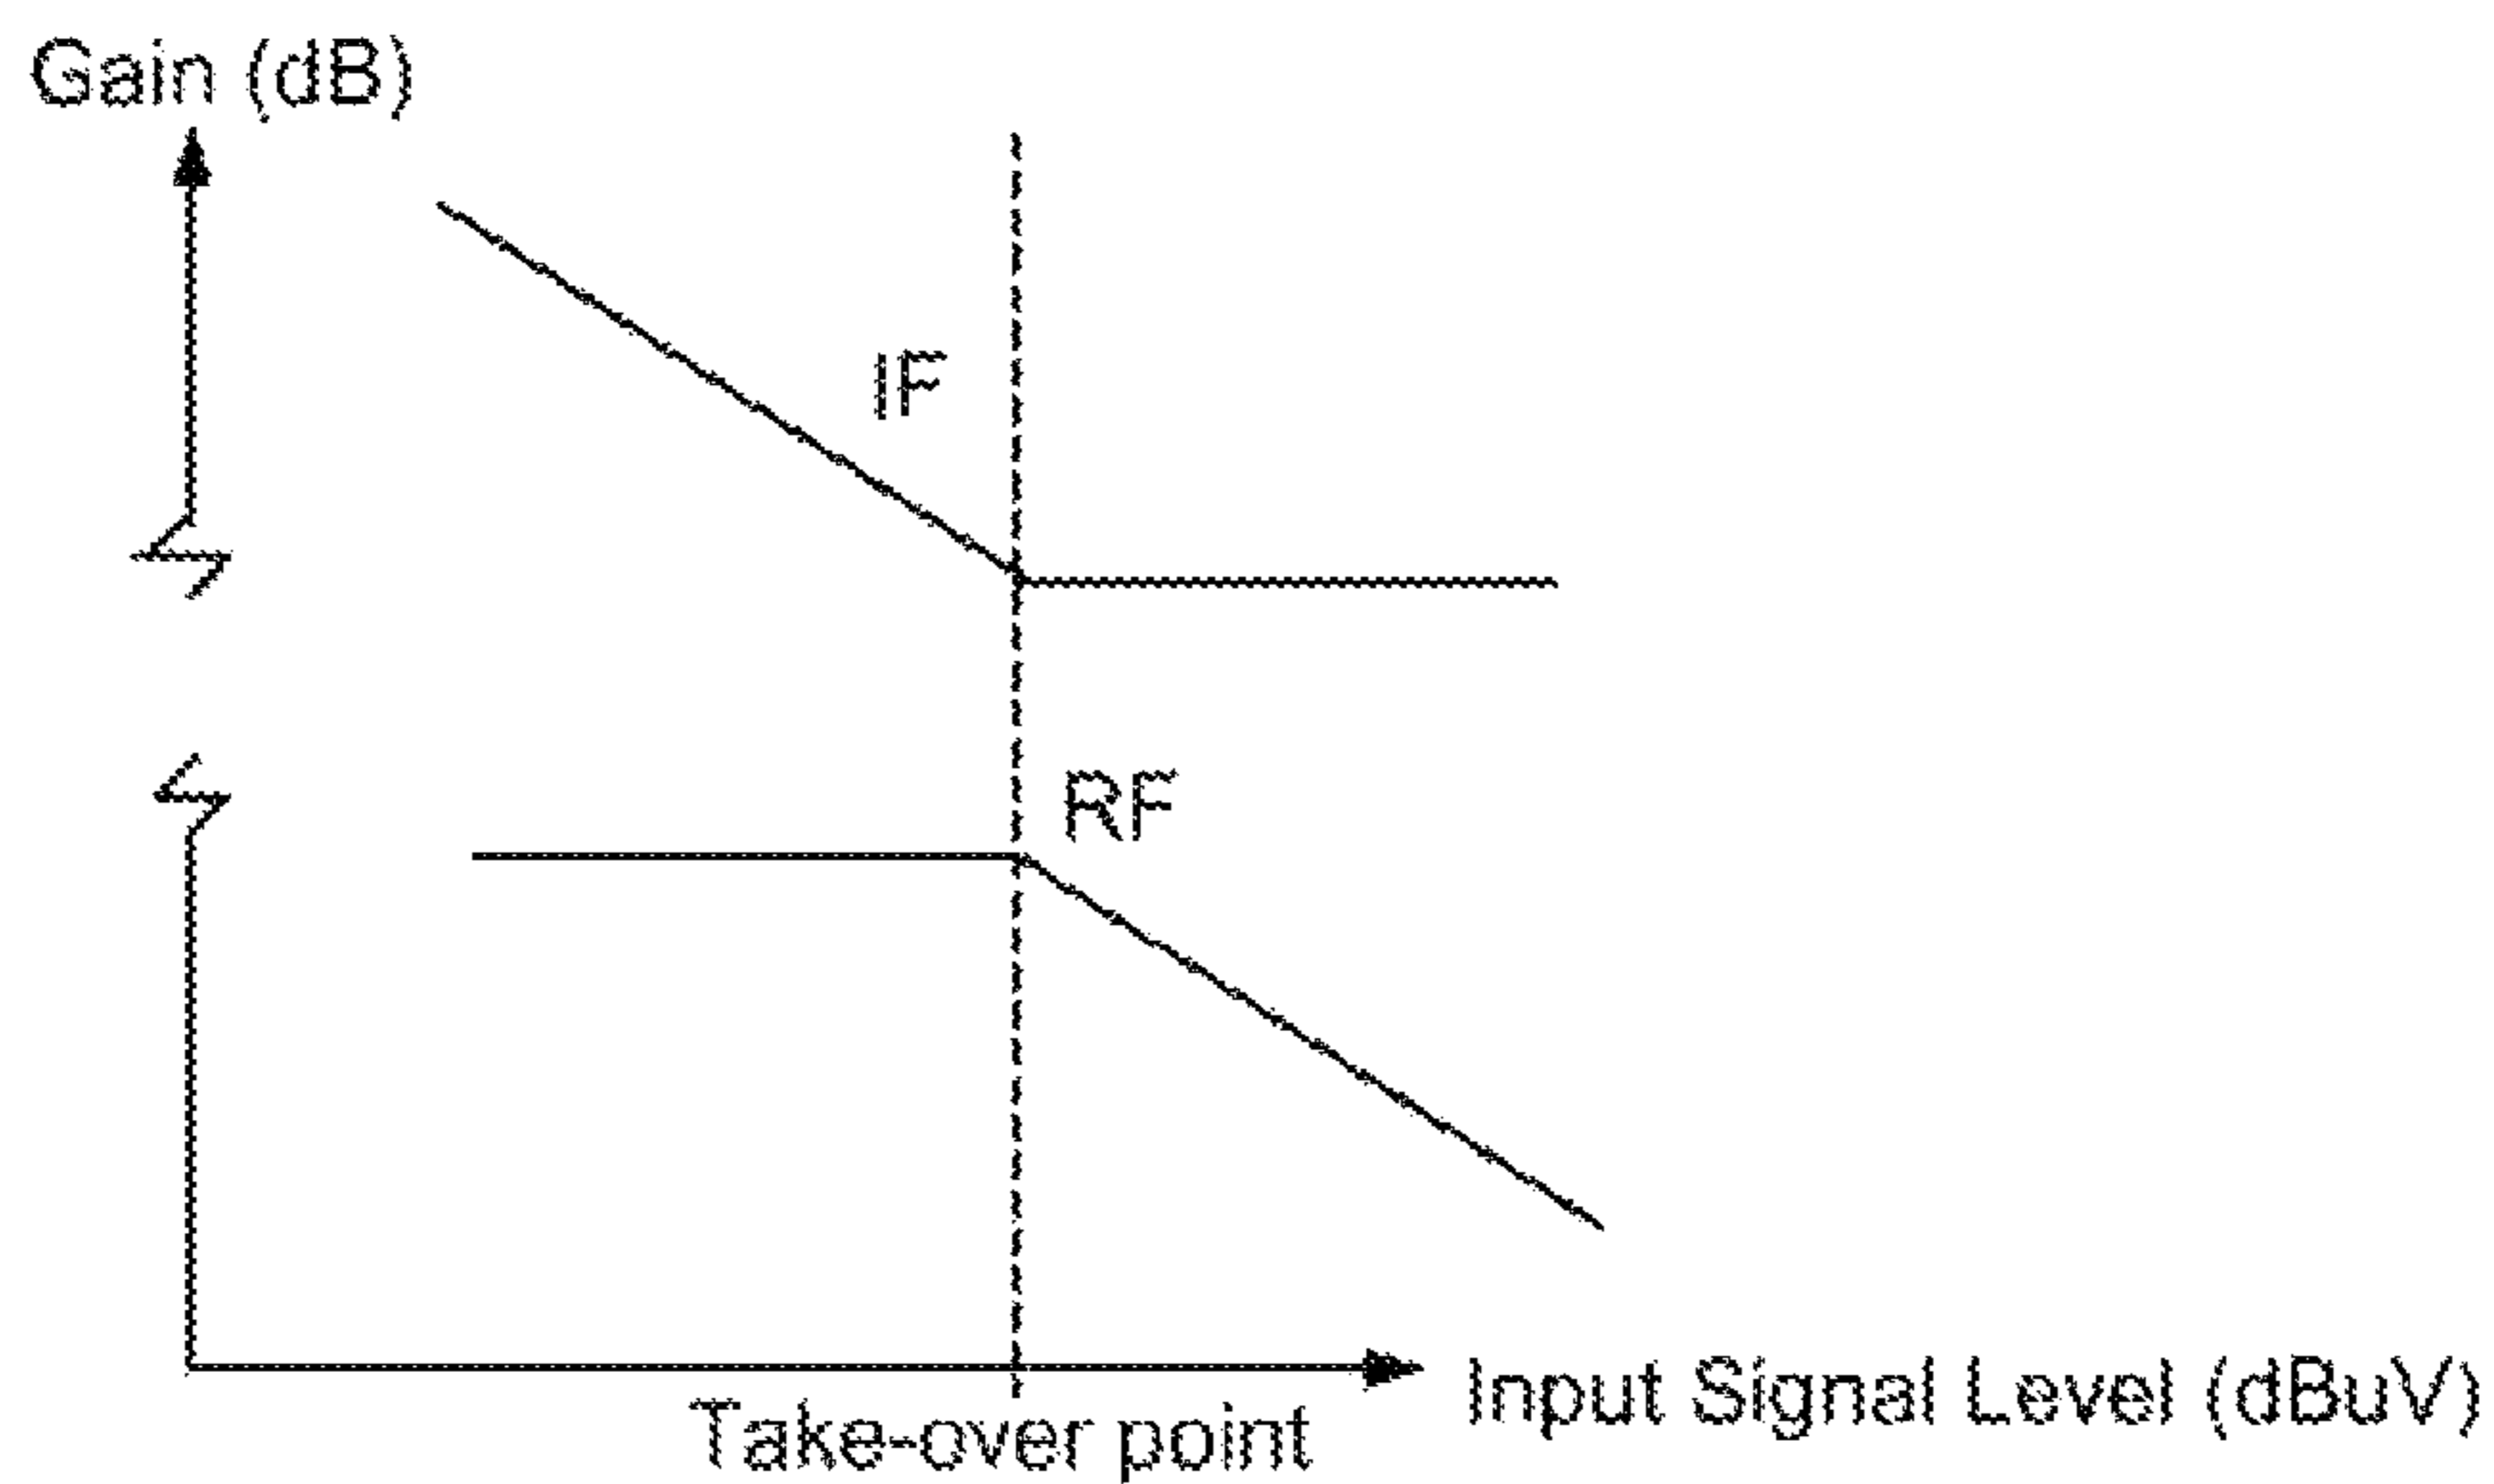 Gain (dB)
IF
RF
Input Signal Level (dBuV)
Take-over point